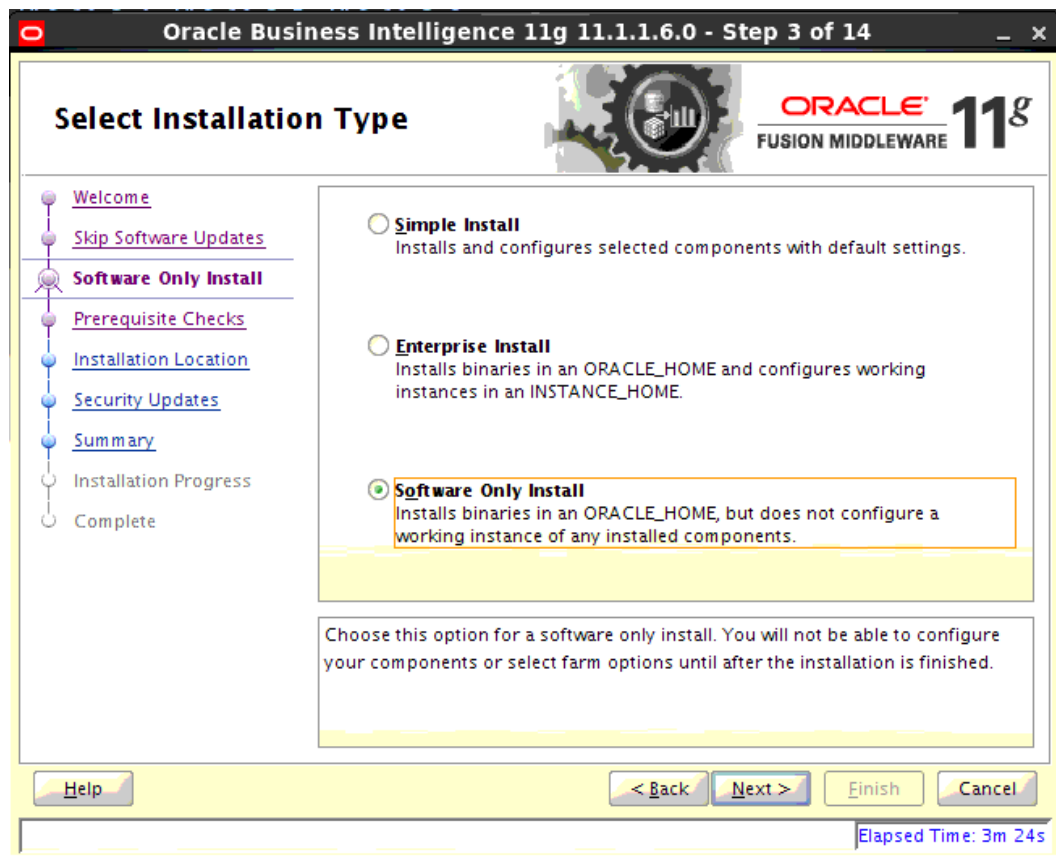 Oracle Business Intelligence 11g 11.1.1.6.0 - Step 3 of 14
Select Installation Type
ORACLE
FUSION MIDDLEWARE
11g
Welcome
Skip Software Updates
Software Only Install
Prerequisite Checks
Installation Location
Security Updates
Summary
Installation Progress
Complete
Simple Install
Installs and configures selected components with default settings.
Enterprise Install
Installs binaries in an ORACLE_HOME and configures working
instances in an INSTANCE_HOME.
Software Only Install
Installs binaries in an ORACLE_HOME, but does not configure a
working instance of any installed components.
Choose this option for a software only install. You will not be able to configure
your components or select farm options until after the installation is finished.
Help
< Back
Next >
Finish
Cancel
Elapsed Time: 3m 24s